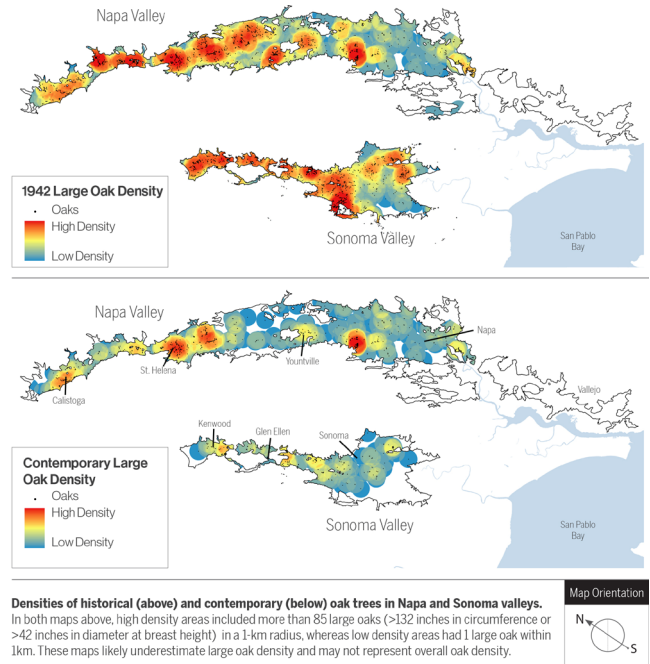 Napa Valley
1942 Large Oak Density
Oaks
High Density
Low Density
Sonoma Valley
San Pablo
Bay
Napa Valley
Napa
St. Helena
Yountville
Calistoga
Vallejo
Kenwood
Glen Ellen
Sonoma
Contemporary Large
Oak Density
Oaks
High Density
Low Density
Sonoma Valley
San Pablo
Bay
Densities of historical (above) and contemporary (below) oak trees in Napa and Sonoma valleys.
In both maps above, high density areas included more than 85 large oaks (>132 inches in circumference or
>42 inches in diameter at breast height) in a 1-km radius, whereas low density areas had 1 large oak within
1km. These maps likely underestimate large oak density and may not represent overall oak density.
Map Orientation
N
S